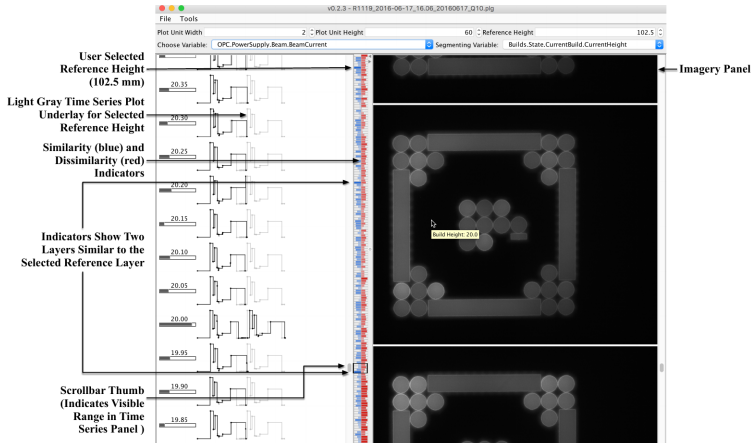 v0.2.3 - R1119_2016-06-17_16.06_20160617_Q10.plg
File Tools
Plot Unit Width 2 Plot Unit Height 60 Reference Height 102.5
Choose Variable: OPC.PowerSupply.Beam.BeamCurrent Segmenting Variable: Builds.State.CurrentBuild.CurrentHeight
User Selected
Reference Height
(102.5 mm)
Imagery Panel
Light Gray Time Series Plot
Underlay for Selected
Reference Height
Similarity (blue) and
Dissimilarity (red)
Indicators
Indicators Show Two
Layers Similar to the
Selected Reference Layer
Scrollbar Thumb
(Indicates Visible
Range in Time
Series Panel )
20.35
20.30
20.25
20.20
20.15
20.10
20.05
20.00
19.95
19.90
19.85
Build Height: 20.0